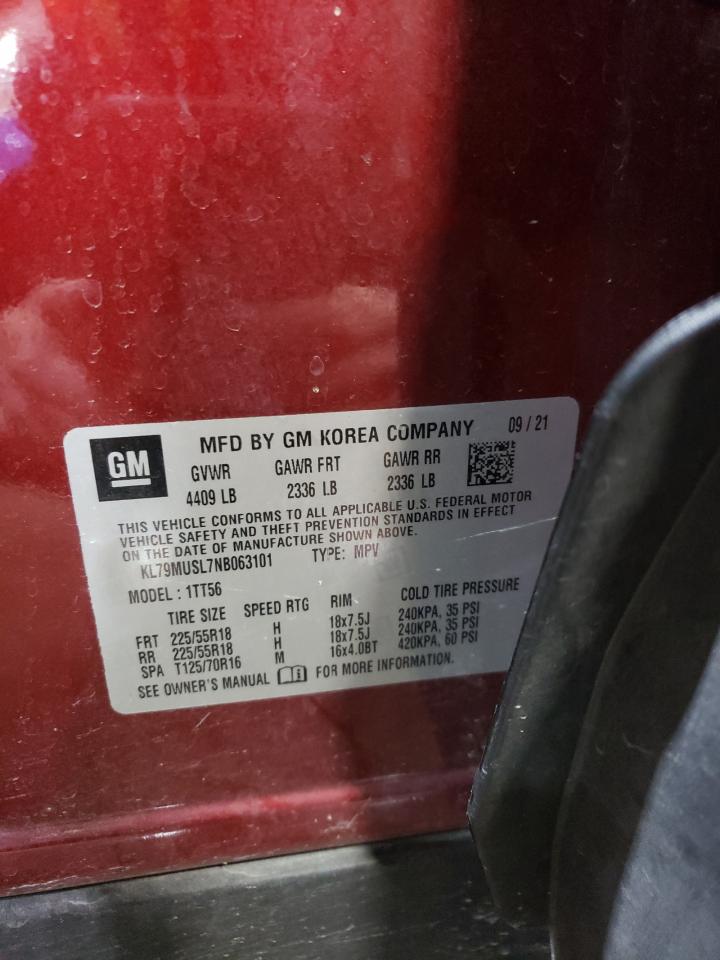 GM
MFD BY GM KOREA COMPANY 09 / 21
GVWR GAWR FRT GAWR RR
4409 LB 2336 LB 2336 LB
THIS VEHICLE CONFORMS TO ALL APPLICABLE U.S. FEDERAL MOTOR
VEHICLE SAFETY AND THEFT PREVENTION STANDARDS IN EFFECT
ON THE DATE OF MANUFACTURE SHOWN ABOVE.
KL79MUSL7NB063101 TYPE: MPV
MODEL : 1TT56
TIRE SIZE SPEED RTG RIM COLD TIRE PRESSURE
FRT 225/55R18 H 18x7.5J 240KPA, 35 PSI
RR 225/55R18 H 18x7.5J 240KPA, 35 PSI
SPA T125/70R16 M 16x4.0BT 420KPA, 60 PSI
SEE OWNER'S MANUAL FOR MORE INFORMATION.